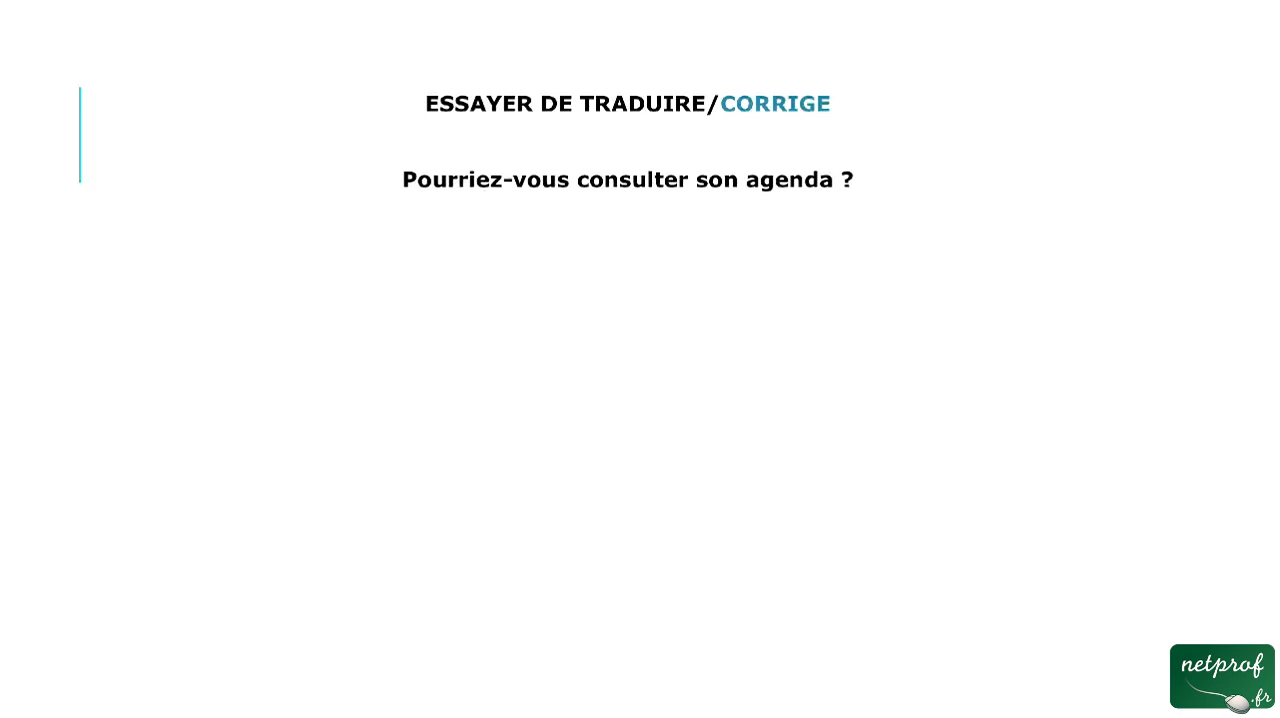 ESSAYER DE TRADUIRE/CORRIGE
Pourriez-vous consulter son agenda ?
netprof
.fr